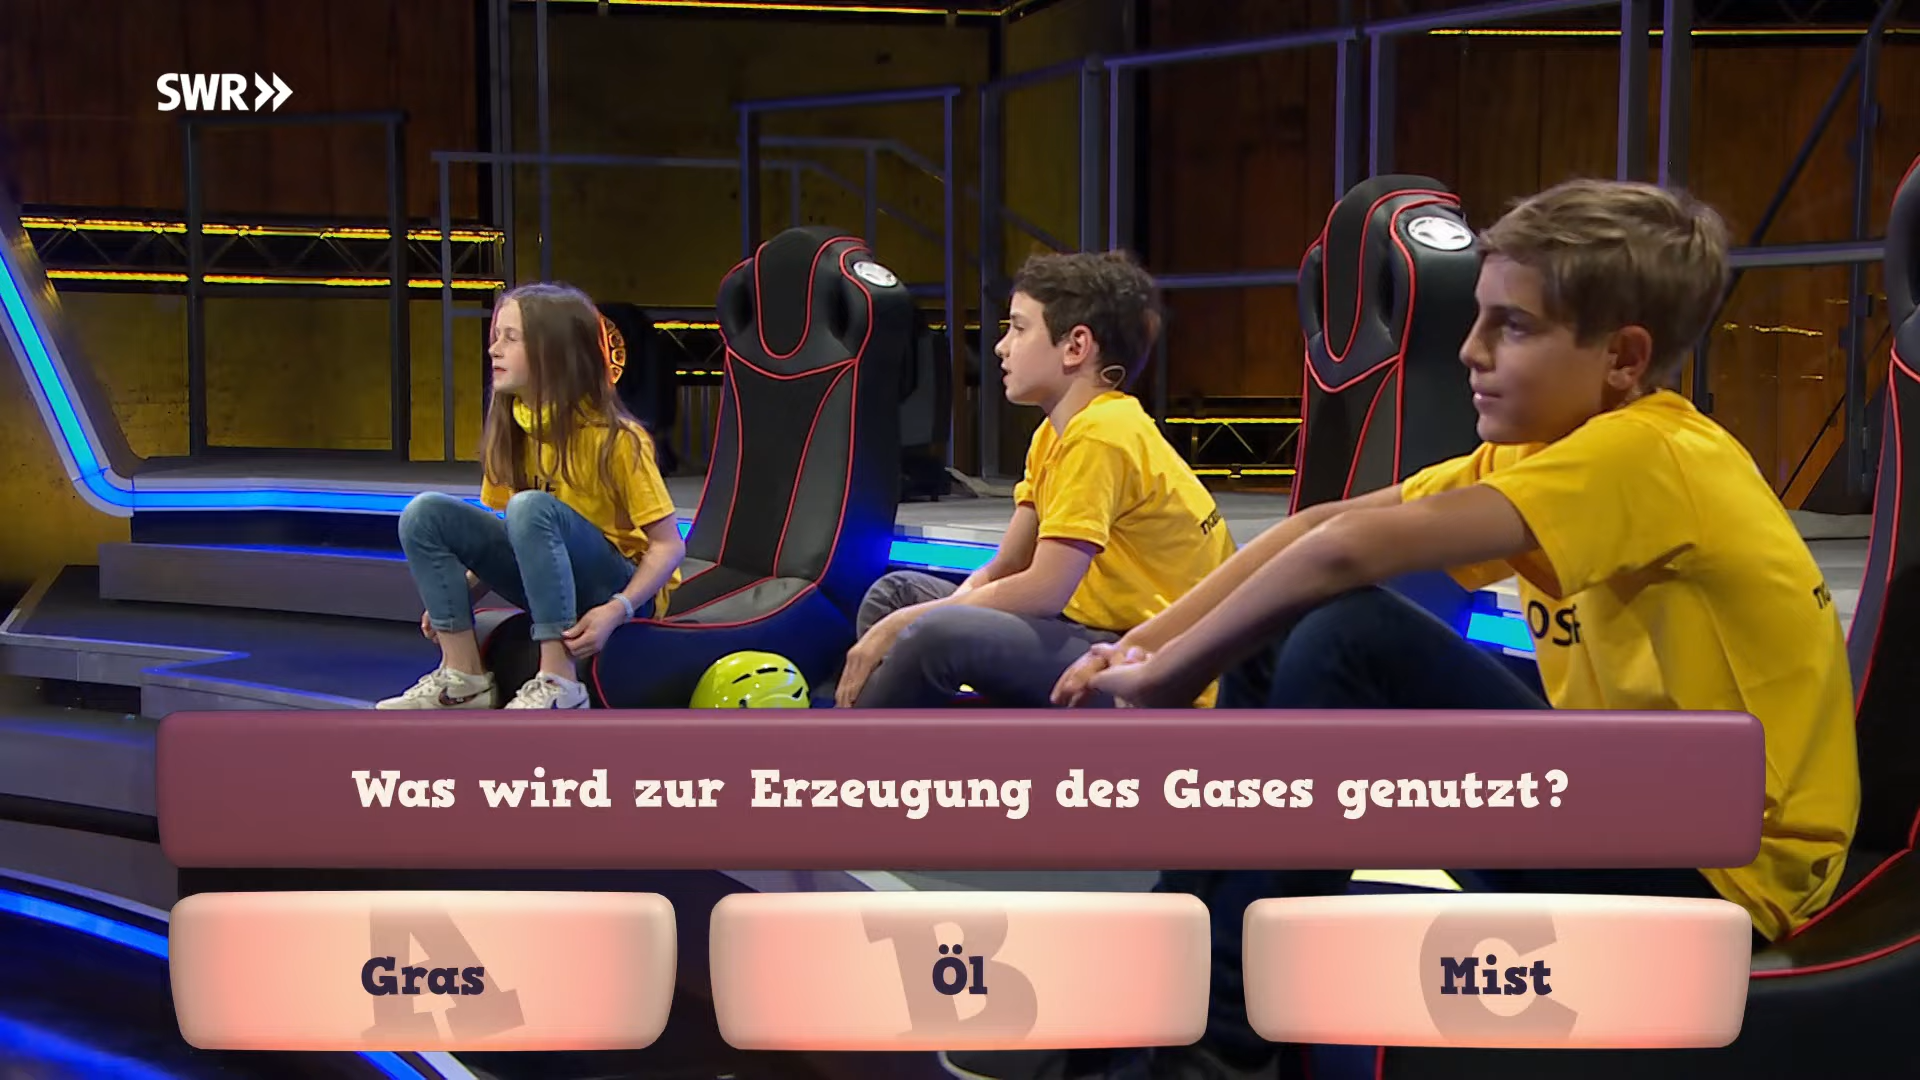 SWR
Was wird zur Erzeugung des Gases genutzt?
A
Gras
B
Öl
C
Mist